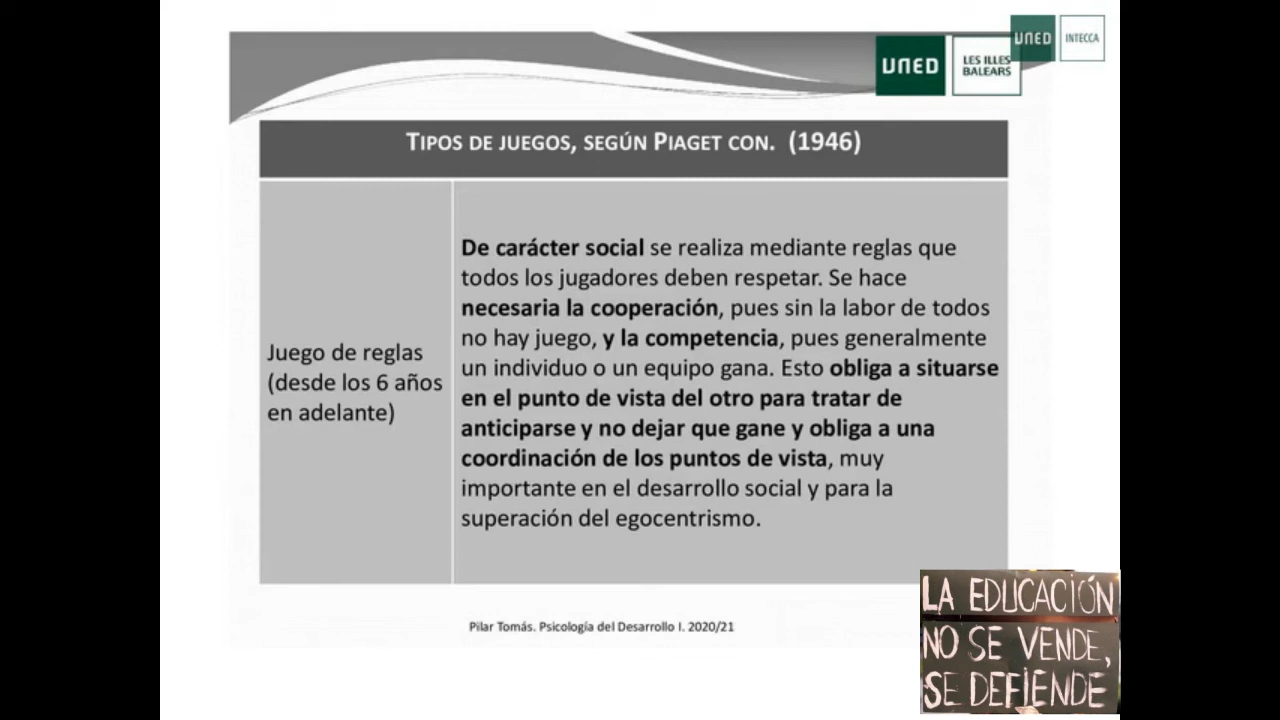 UNED
INTECCA
UNED
LES ILLES
BALEARS
TIPOS DE JUEGOS, SEGÚN PIAGET CON. (1946)
Juego de reglas
(desde los 6 años
en adelante)
De carácter social se realiza mediante reglas que
todos los jugadores deben respetar. Se hace
necesaria la cooperación, pues sin la labor de todos
no hay juego, y la competencia, pues generalmente
un individuo o un equipo gana. Esto obliga a situarse
en el punto de vista del otro para tratar de
anticiparse y no dejar que gane y obliga a una
coordinación de los puntos de vista, muy
importante en el desarrollo social y para la
superación del egocentrismo.
Pilar Tomás. Psicología del Desarrollo I. 2020/21
LA EDUCACIÓN
NO SE VENDE,
SE DEFIENDE